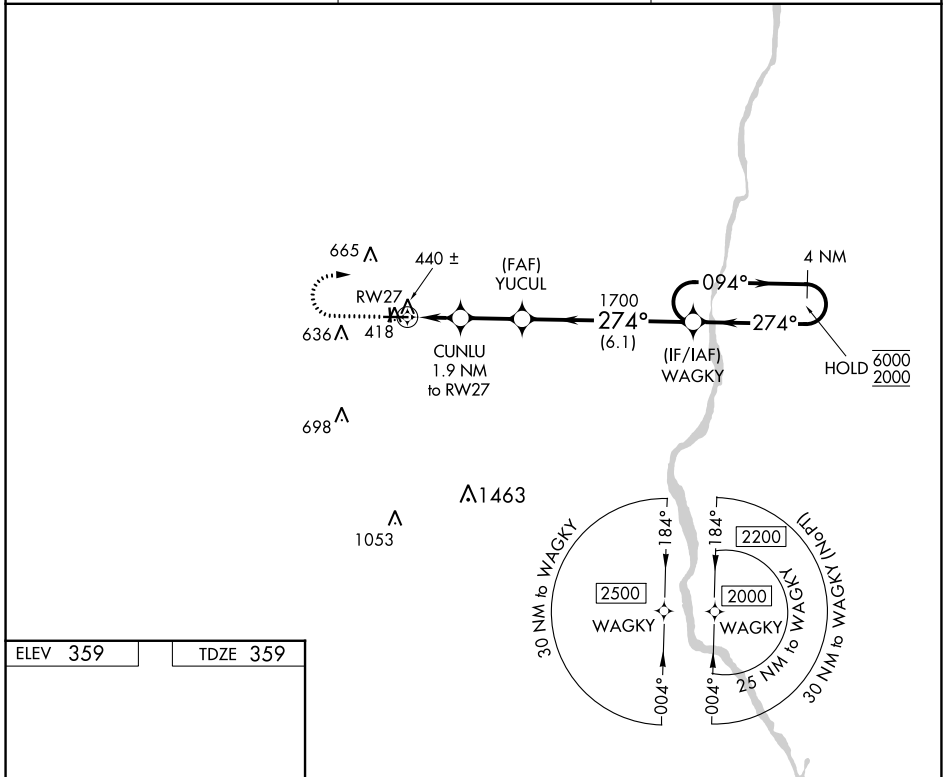 665
440 ±
RW27
636
418
(FAF)
YUCUL
CUNLU
1.9 NM
to RW27
1700
274°
(6.1)
094°
4 NM
274°
(IF/IAF)
WAGKY
HOLD 6000
2000
698
1463
1053
30 NM to WAGKY
184°
2500
WAGKY
004°
184°
2200
2000
WAGKY
004°
25 NM to WAGKY
30 NM to WAGKY (NoPT)
ELEV 359
TDZE 359